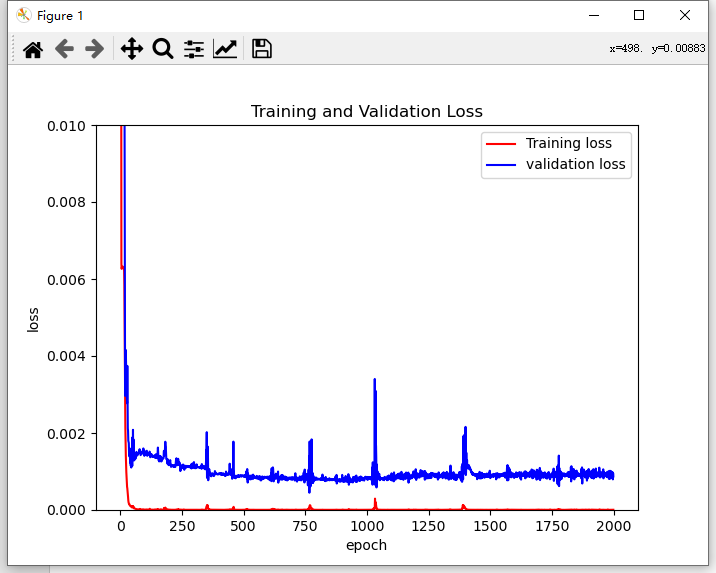 Figure 1
x=498. y=0.00883
Training and Validation Loss
Training loss
validation loss
0.010
0.008
0.006
0.004
0.002
0.000
loss
0 250 500 750 1000 1250 1500 1750 2000
epoch